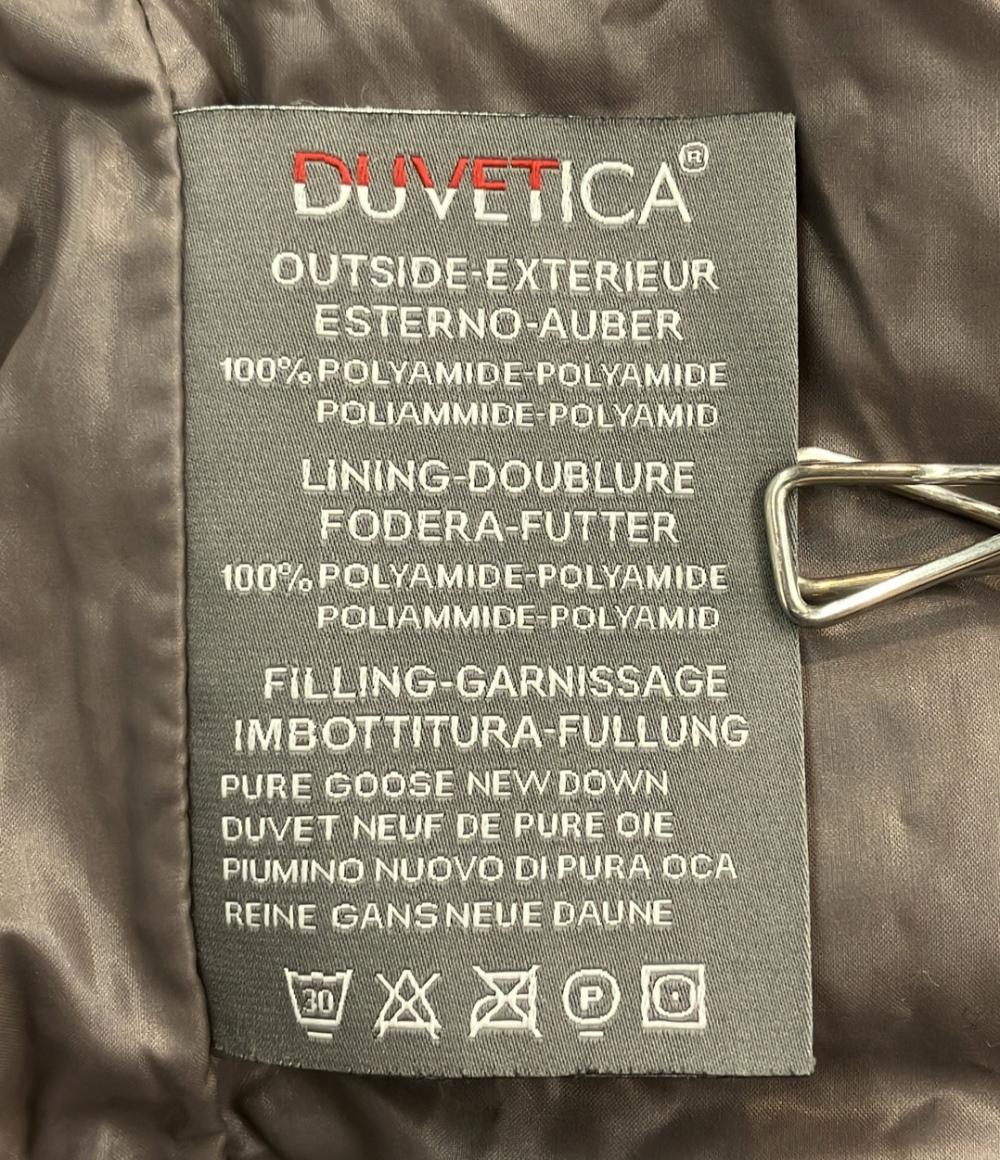 DUVETICA®
OUTSIDE-EXTERIEUR
ESTERNO-AUBER
100% POLYAMIDE-POLYAMIDE
POLIAMMIDE-POLYAMID
LINING-DOUBLURE
FODERA-FUTTER
100% POLYAMIDE-POLYAMIDE
POLIAMMIDE-POLYAMID
FILLING-GARNISSAGE
IMBOTTITURA-FULLUNG
PURE GOOSE NEW DOWN
DUVET NEUF DE PURE OIE
PIUMINO NUOVO DI PURA OCA
REINE GANS NEUE DAUNE
30 P